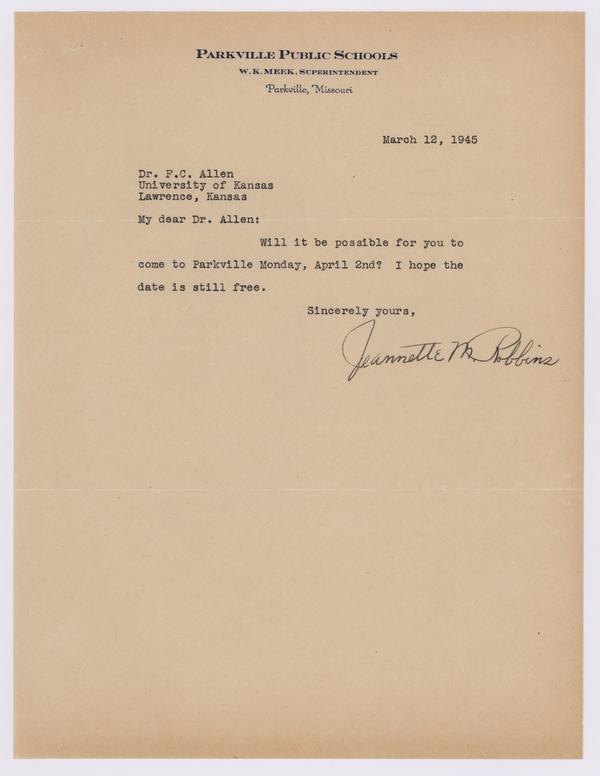 PARKVILLE PUBLIC SCHOOLS
W. K. MEEK, SUPERINTENDENT
Parkville, Missouri
March 12, 1945
Dr. F.C. Allen
University of Kansas
Lawrence, Kansas
My dear Dr. Allen:
Will it be possible for you to
come to Parkville Monday, April 2nd? I hope the
date is still free.
Sincerely yours,
Jeannette M. Robbins